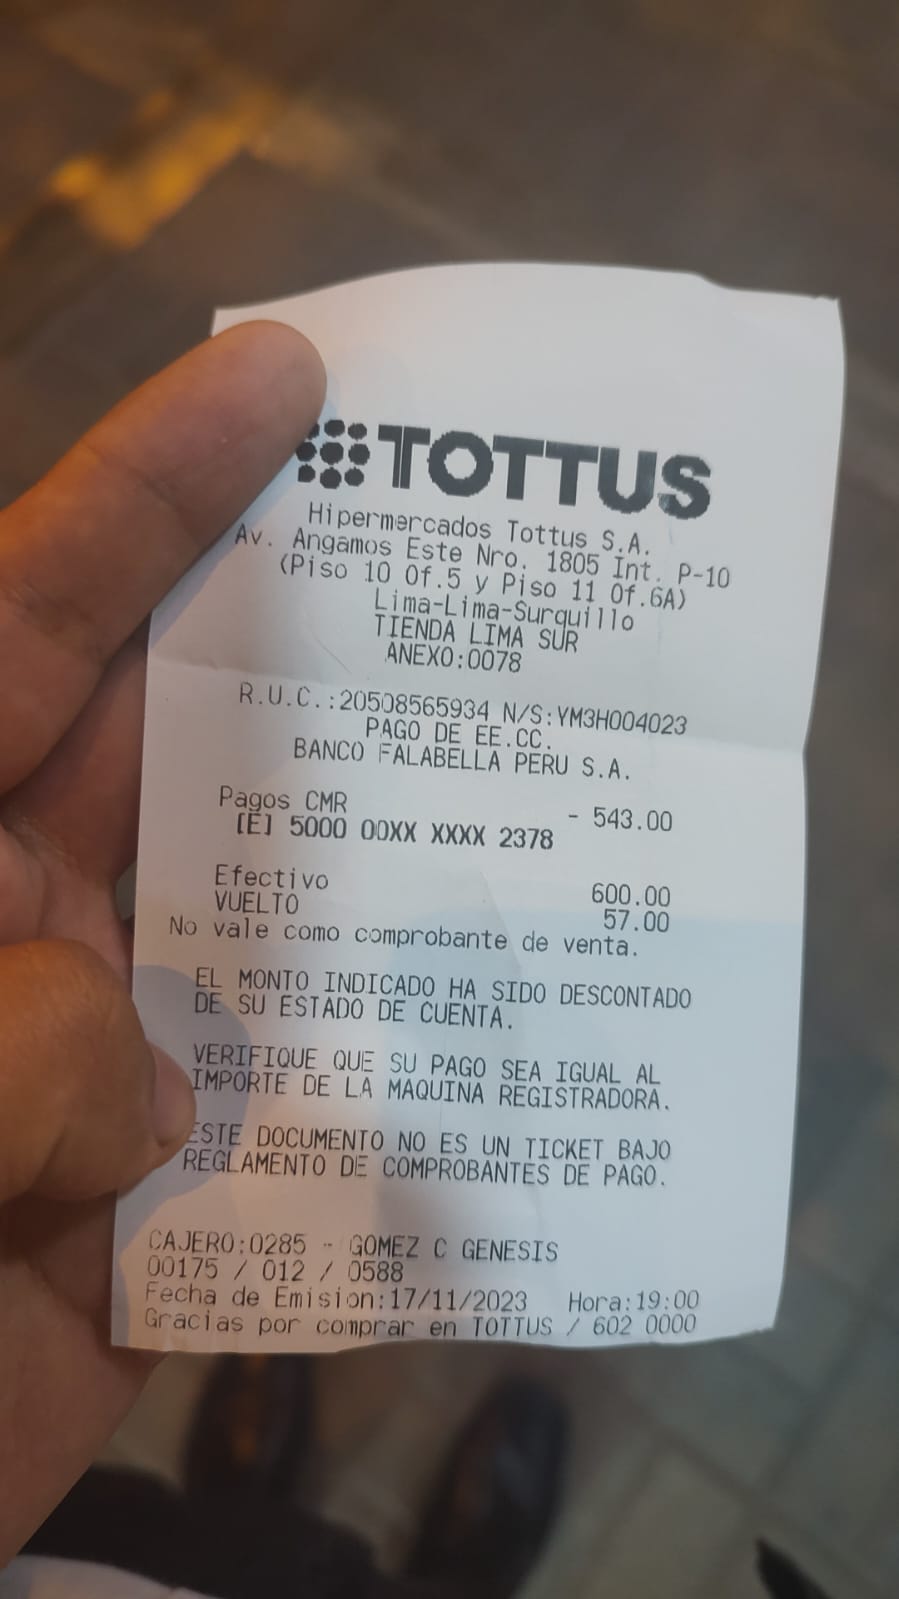 TOTTUS
Hipermercados Tottus S.A.
Av. Angamos Este Nro. 1805 Int. P-10
(Piso 10 Of.5 y Piso 11 Of.6A)
Lima-Lima-Surquillo
TIENDA LIMA SUR
ANEXO:0078
R.U.C.:20508565934 N/S:YM3H004023
PAGO DE EE.CC.
BANCO FALABELLA PERU S.A.
Pagos CMR - 543.00
[E] 5000 00XX XXXX 2378
Efectivo 600.00
VUELTO 57.00
No vale como comprobante de venta.
EL MONTO INDICADO HA SIDO DESCONTADO
DE SU ESTADO DE CUENTA.
VERIFIQUE QUE SU PAGO SEA IGUAL AL
IMPORTE DE LA MAQUINA REGISTRADORA.
ESTE DOCUMENTO NO ES UN TICKET BAJO
REGLAMENTO DE COMPROBANTES DE PAGO.
CAJERO:0285 - GOMEZ C GENESIS
00175 / 012 / 0588
Fecha de Emision:17/11/2023 Hora:19:00
Gracias por comprar en TOTTUS / 602 0000